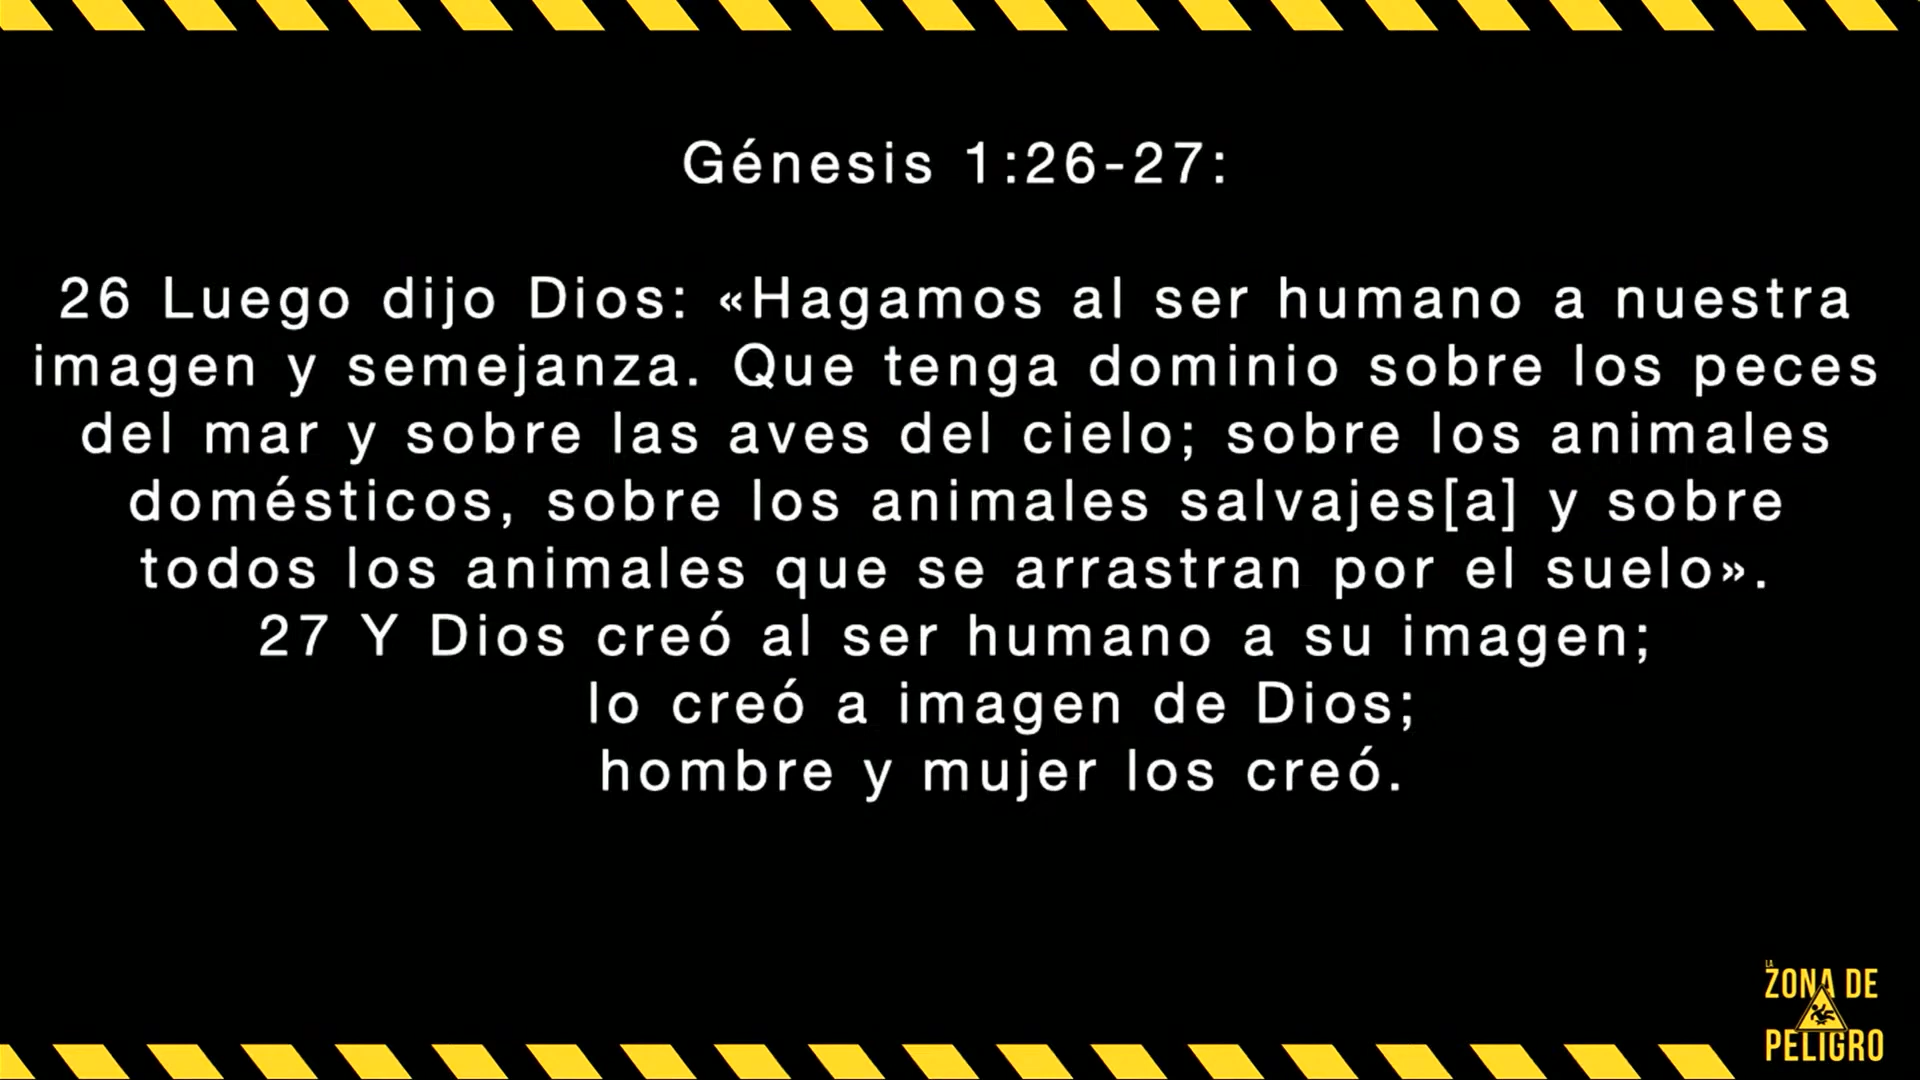 Génesis 1:26-27:
26 Luego dijo Dios: «Hagamos al ser humano a nuestra
imagen y semejanza. Que tenga dominio sobre los peces
del mar y sobre las aves del cielo; sobre los animales
domésticos, sobre los animales salvajes[a] y sobre
todos los animales que se arrastran por el suelo».
27 Y Dios creó al ser humano a su imagen;
lo creó a imagen de Dios;
hombre y mujer los creó.
LA
ZONA DE
PELIGRO